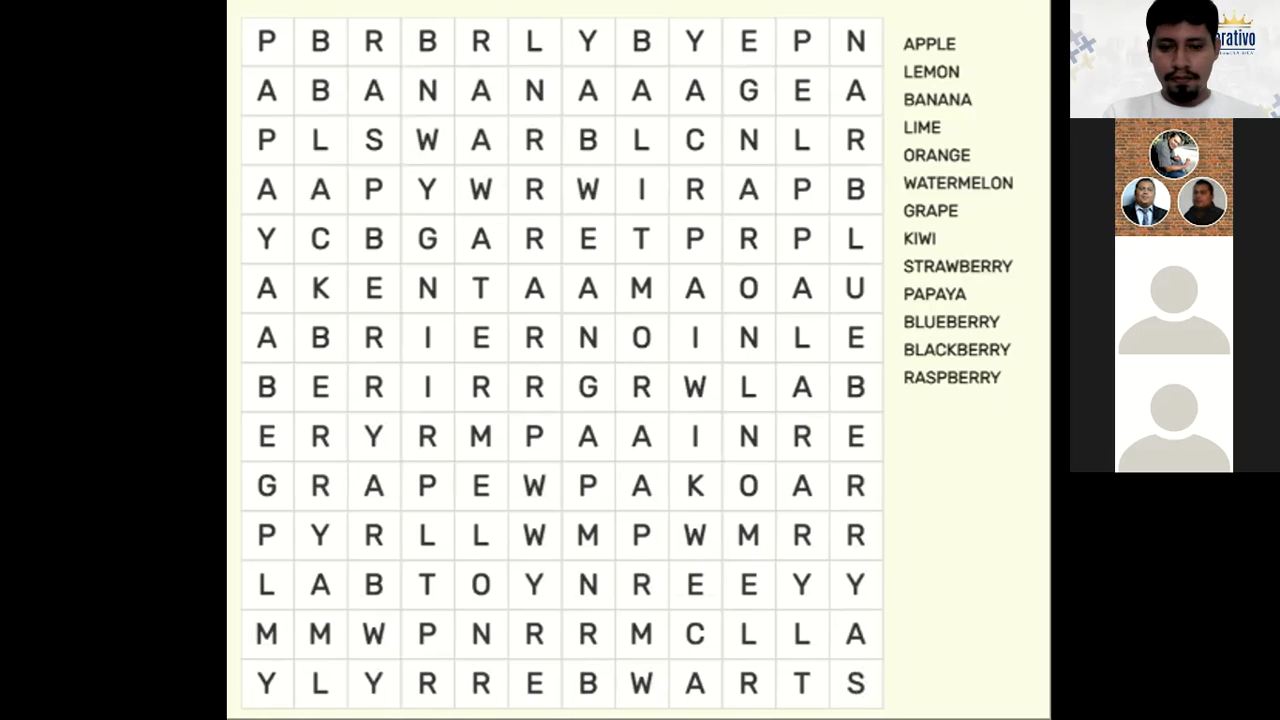 P B R B R L Y B Y E P N
A B A N A N A A A G E A
P L S W A R B L C N L R
A A P Y W R W I R A P B
Y C B G A R E T P R P L
A K E N T A A M A O A U
A B R I E R N O I N L E
B E R I R R G R W L A B
E R Y R M P A A I N R E
G R A P E W P A K O A R
P Y R L L W M P W M R R
L A B T O Y N R E E Y Y
M M W P N R R M C L L A
Y L Y R R E B W A R T S
APPLE
LEMON
BANANA
LIME
ORANGE
WATERMELON
GRAPE
KIWI
STRAWBERRY
PAPAYA
BLUEBERRY
BLACKBERRY
RASPBERRY